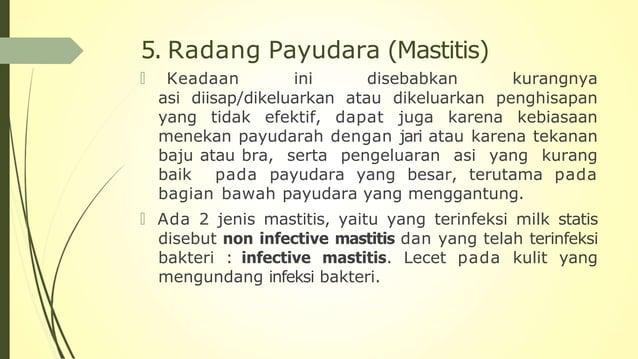 5. Radang Payudara (Mastitis)
Keadaan ini disebabkan kurangnya
asi diisap/dikeluarkan atau dikeluarkan penghisapan
yang tidak efektif, dapat juga karena kebiasaan
menekan payudarah dengan jari atau karena tekanan
baju atau bra, serta pengeluaran asi yang kurang
baik pada payudara yang besar, terutama pada
bagian bawah payudara yang menggantung.
Ada 2 jenis mastitis, yaitu yang terinfeksi milk statis
disebut non infective mastitis dan yang telah terinfeksi
bakteri : infective mastitis. Lecet pada kulit yang
mengundang infeksi bakteri.